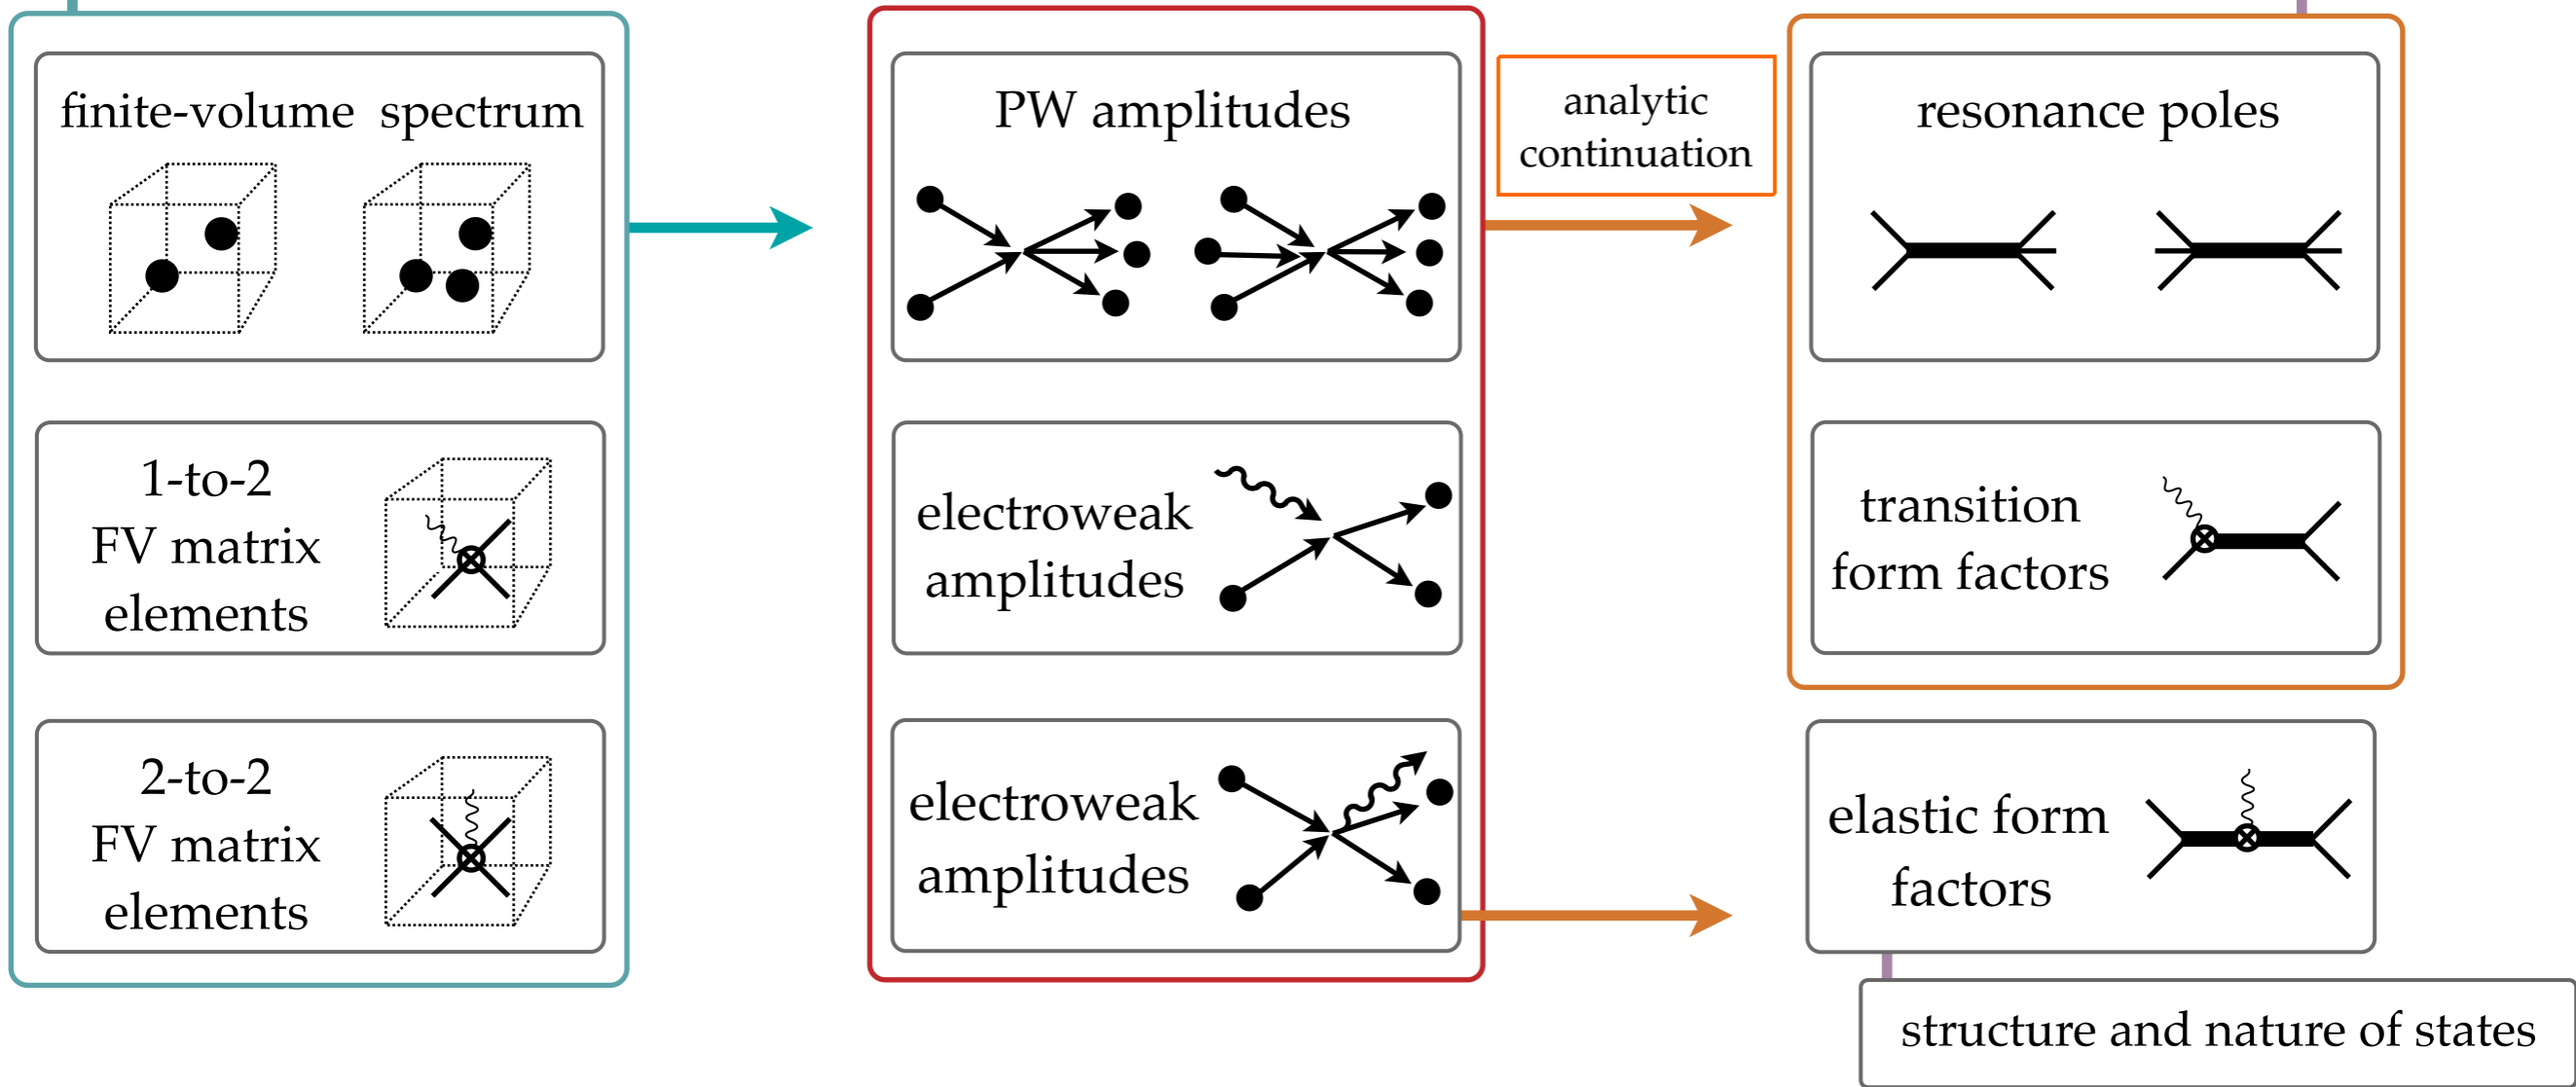 finite-volume spectrum
1-to-2
FV matrix
elements
2-to-2
FV matrix
elements
PW amplitudes
electroweak
amplitudes
electroweak
amplitudes
analytic
continuation
resonance poles
transition
form factors
elastic form
factors
structure and nature of states